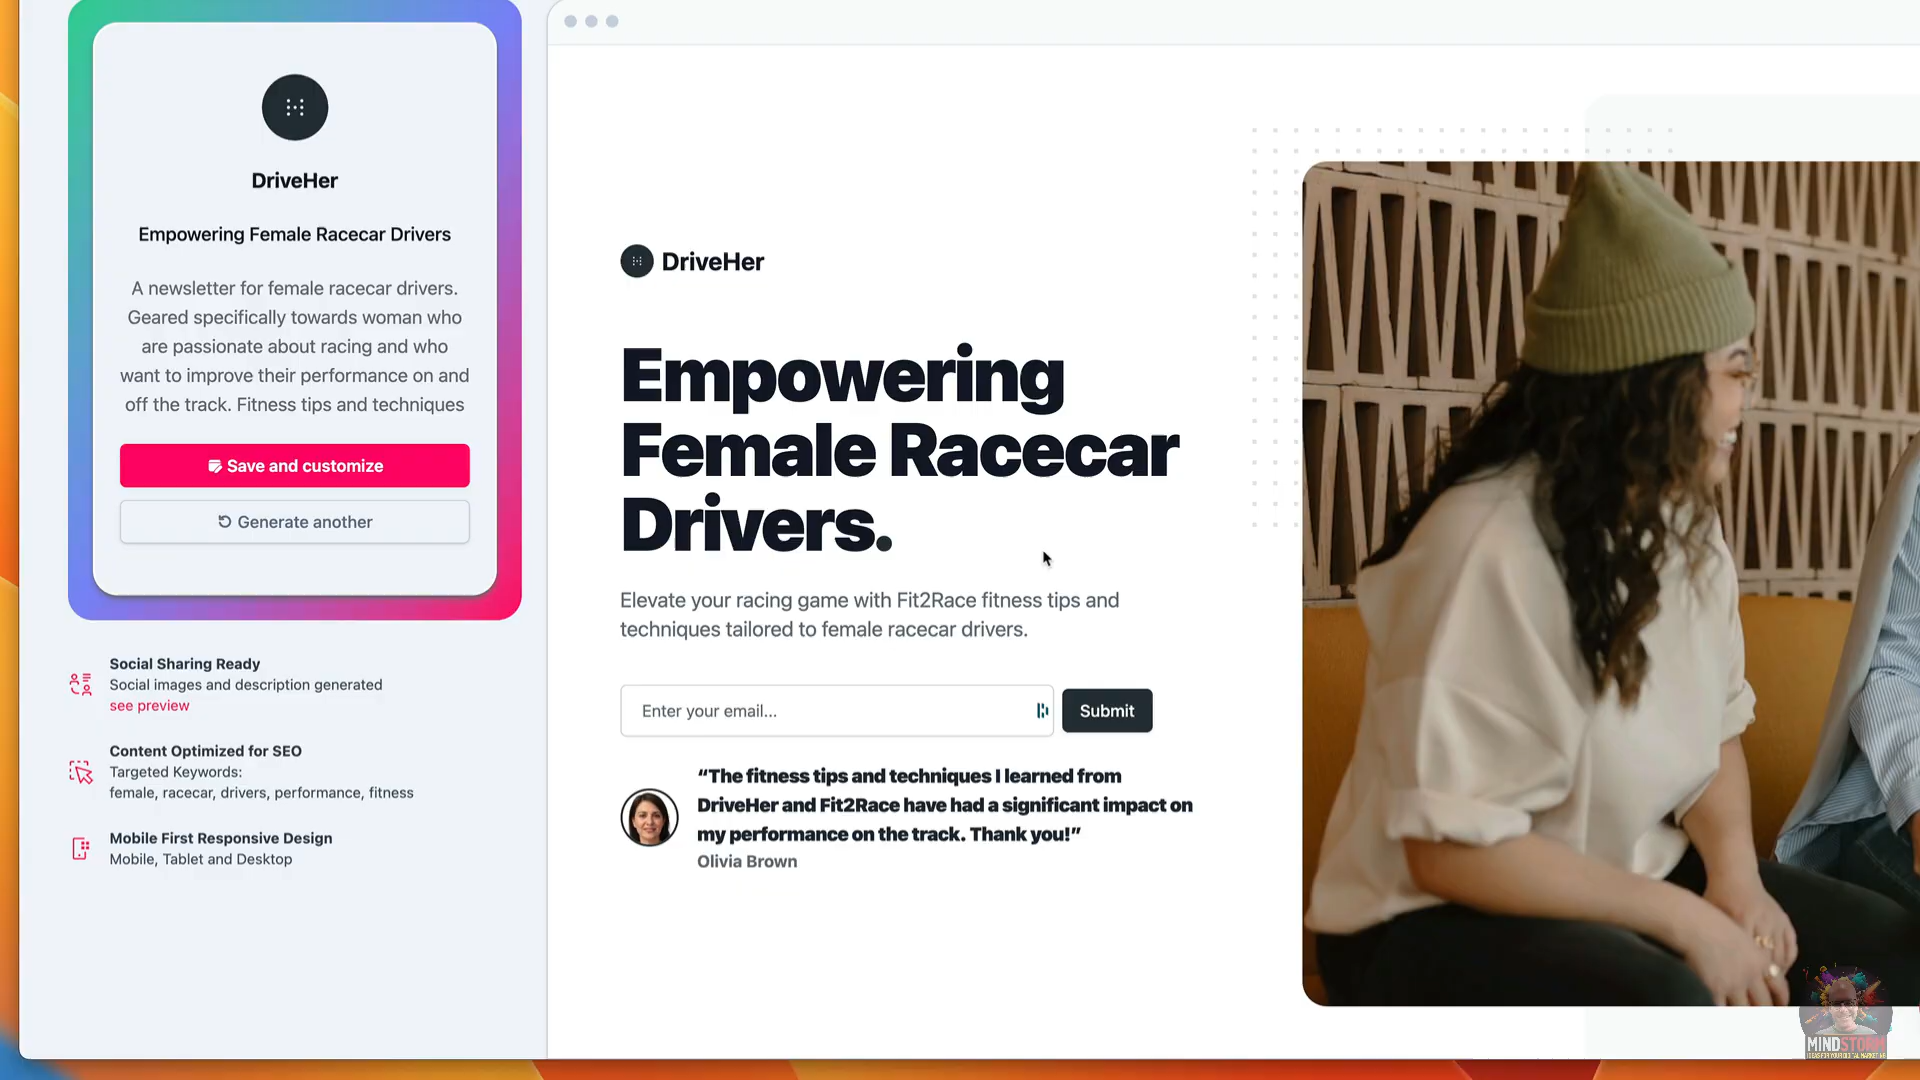 DriveHer
Empowering Female Racecar Drivers
A newsletter for female racecar drivers.
Geared specifically towards woman who
are passionate about racing and who
want to improve their performance on and
off the track. Fitness tips and techniques
Save and customize
Generate another
Social Sharing Ready
Social images and description generated
see preview
Content Optimized for SEO
Targeted Keywords:
female, racecar, drivers, performance, fitness
Mobile First Responsive Design
Mobile, Tablet and Desktop
DriveHer
Empowering
Female Racecar
Drivers.
Elevate your racing game with Fit2Race fitness tips and
techniques tailored to female racecar drivers.
Enter your email...
Submit
“The fitness tips and techniques I learned from
DriveHer and Fit2Race have had a significant impact on
my performance on the track. Thank you!”
Olivia Brown
MINDSTORM
IDEAS FOR YOUR DIGITAL MARKETING